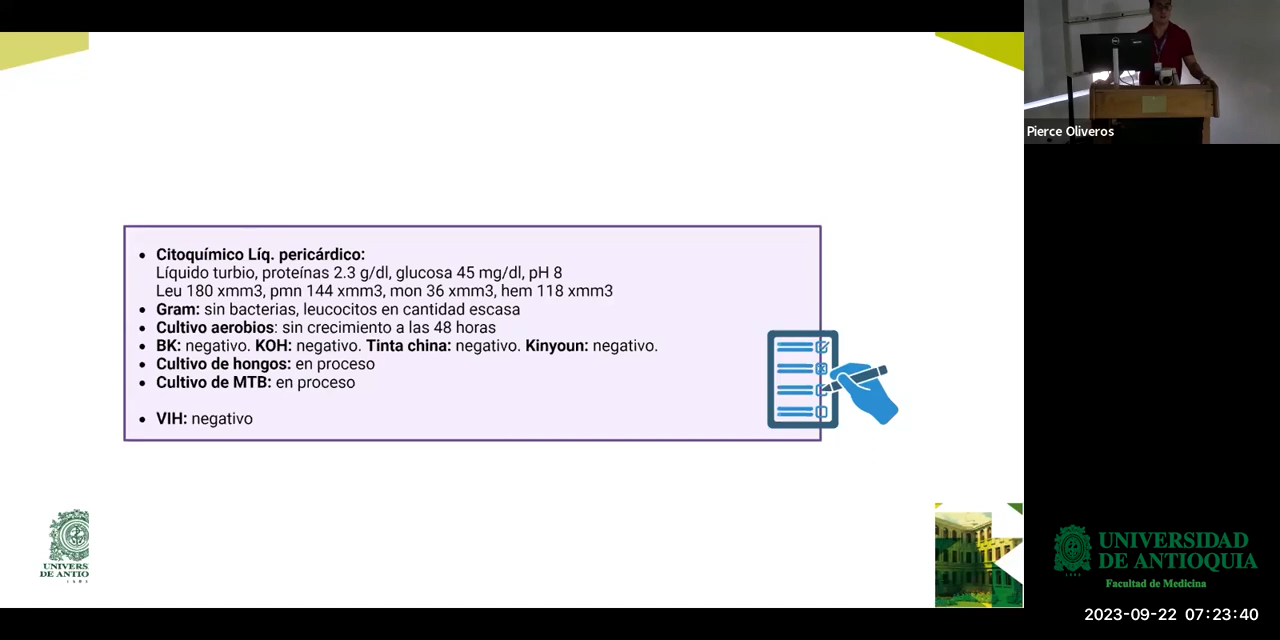 Pierce Oliveros
Citoquímico Líq. pericárdico:
Líquido turbio, proteínas 2.3 g/dl, glucosa 45 mg/dl, pH 8
Leu 180 xmm3, pmn 144 xmm3, mon 36 xmm3, hem 118 xmm3
Gram: sin bacterias, leucocitos en cantidad escasa
Cultivo aerobios: sin crecimiento a las 48 horas
BK: negativo. KOH: negativo. Tinta china: negativo. Kinyoun: negativo.
Cultivo de hongos: en proceso
Cultivo de MTB: en proceso
VIH: negativo
UNIVERS
DE ANTIO
UNIVERSIDAD
DE ANTIOQUIA
Facultad de Medicina
2023-09-22 07:23:40